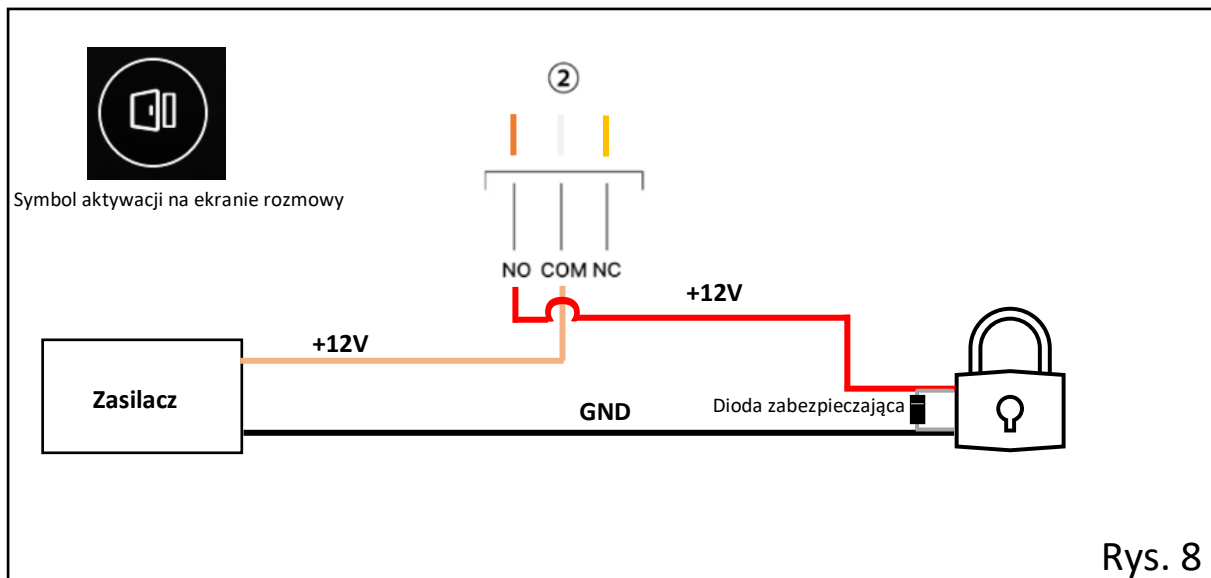 ②
Symbol aktywacji na ekranie rozmowy
NO COM NC
+12V
+12V
Zasilacz
Dioda zabezpieczająca
GND
Rys. 8